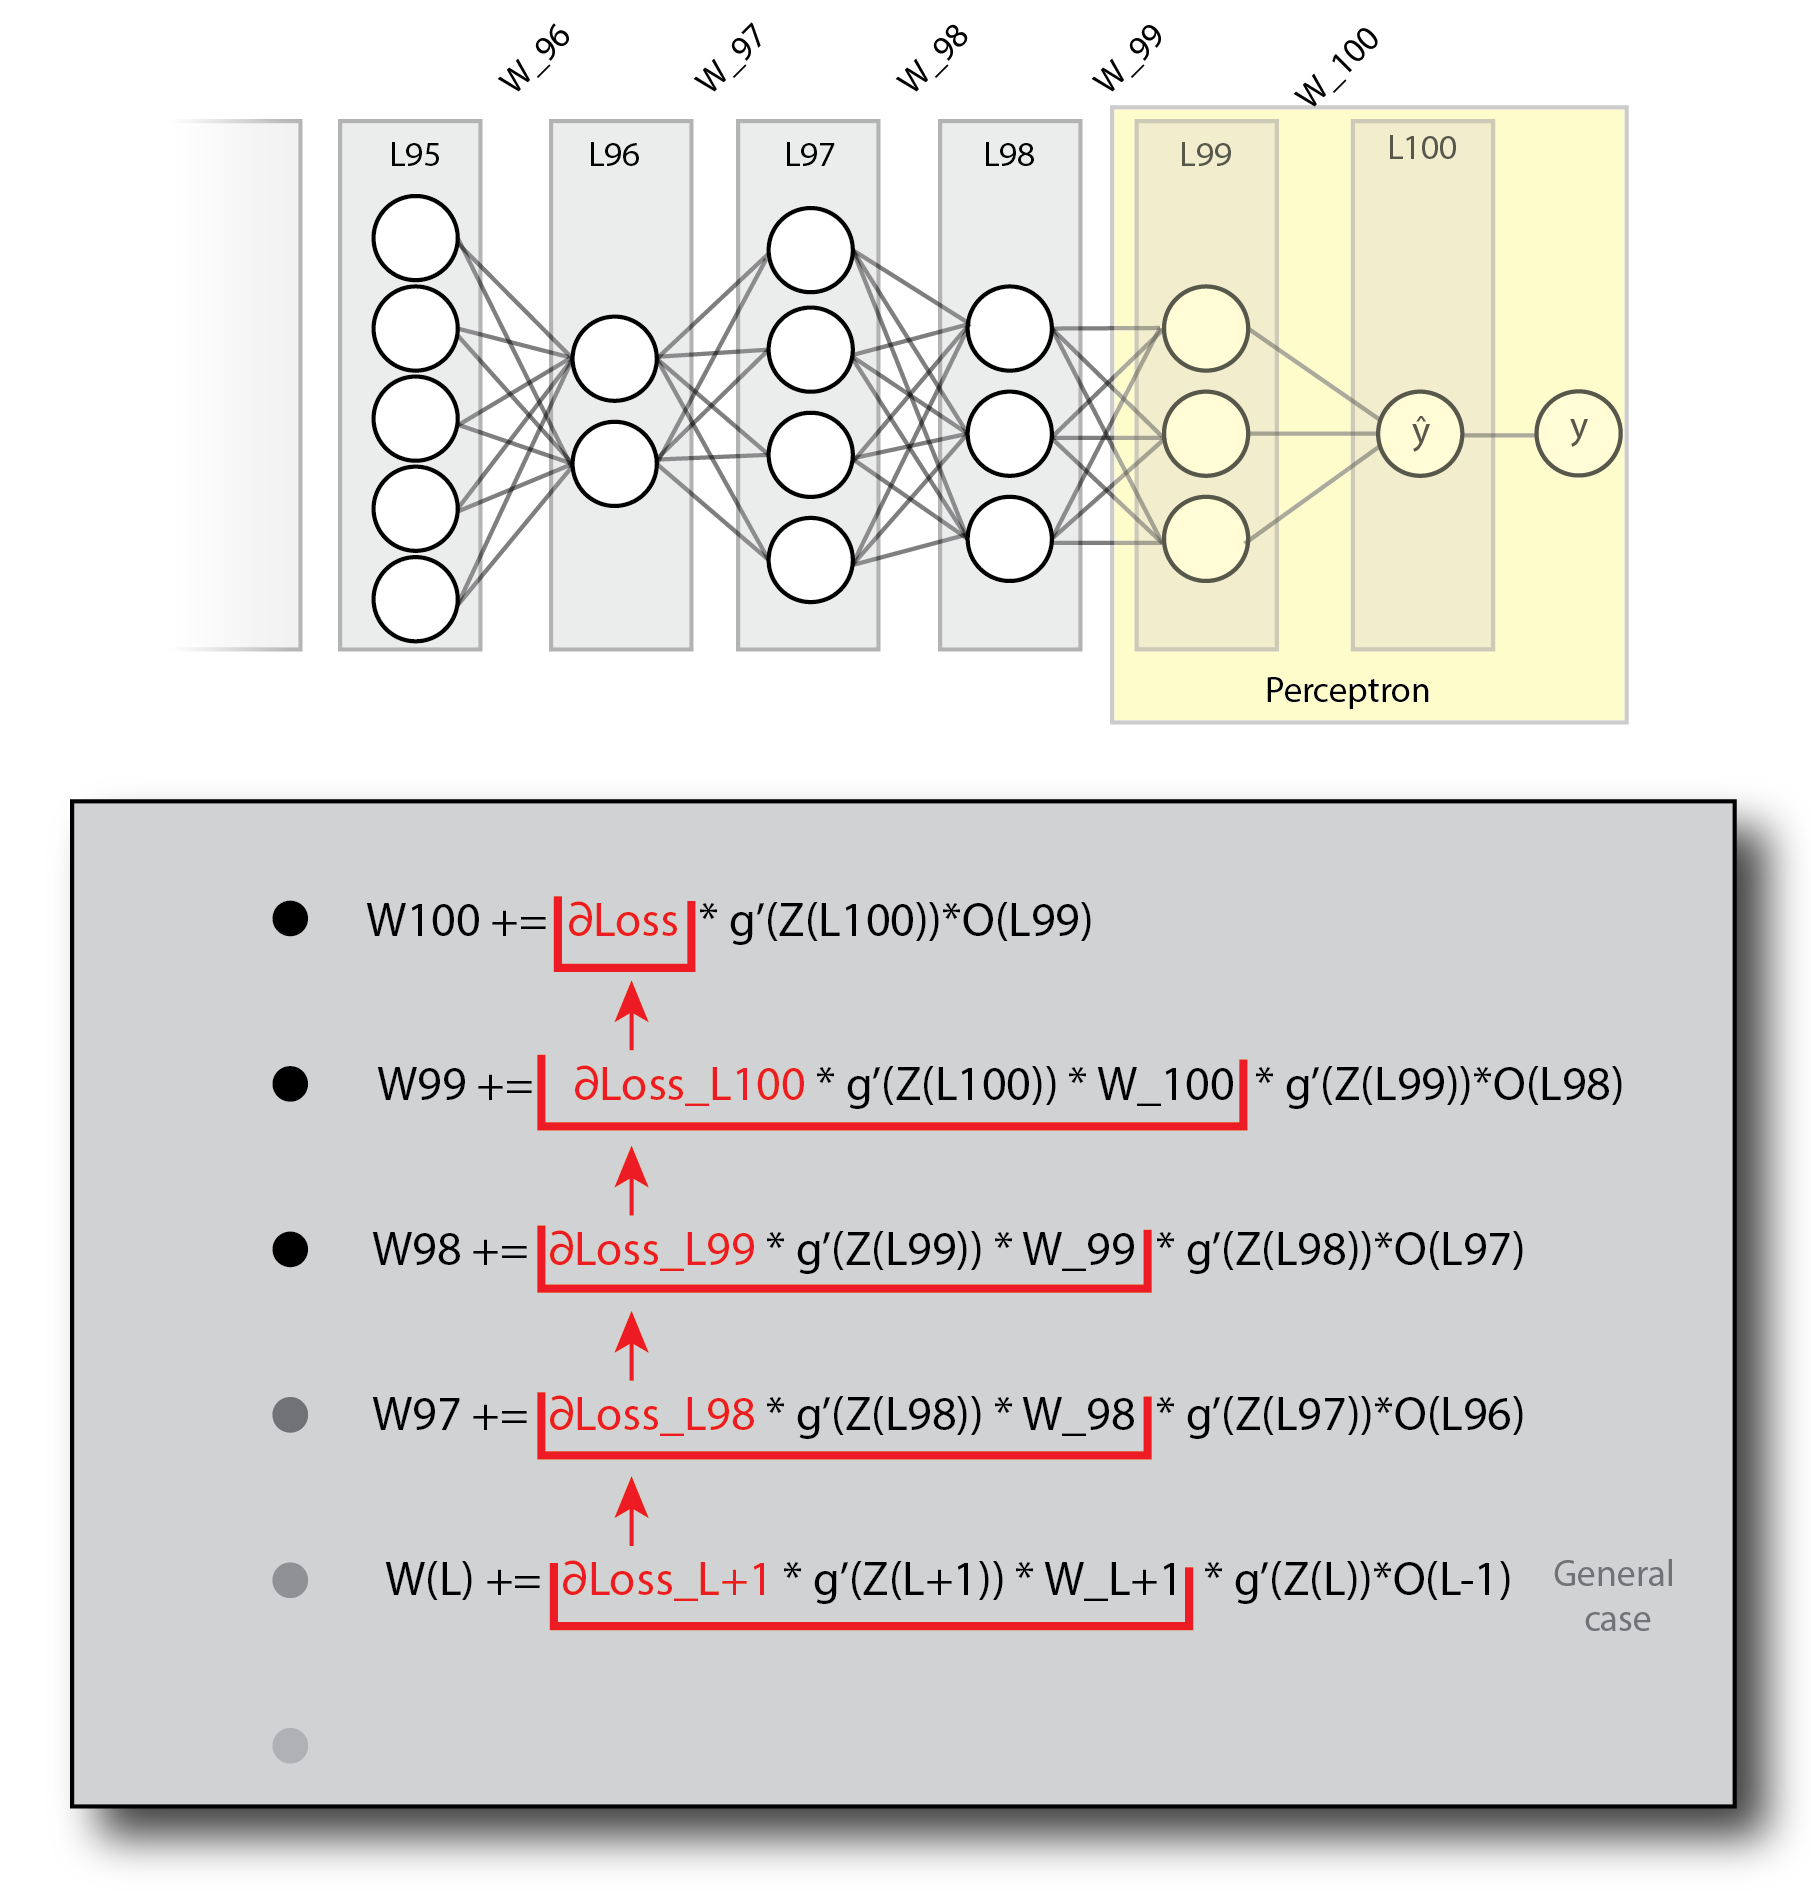 W_96
W_97
W_98
W_99
W_100
L95
L96
L97
L98
L99
L100
ŷ
y
Perceptron
W100 += ∂Loss * g’(Z(L100))*O(L99)
W99 += ∂Loss_L100 * g’(Z(L100)) * W_100 * g’(Z(L99))*O(L98)
W98 += ∂Loss_L99 * g’(Z(L99)) * W_99 * g’(Z(L98))*O(L97)
W97 += ∂Loss_L98 * g’(Z(L98)) * W_98 * g’(Z(L97))*O(L96)
W(L) += ∂Loss_L+1 * g’(Z(L+1)) * W_L+1 * g’(Z(L))*O(L-1)
General
case